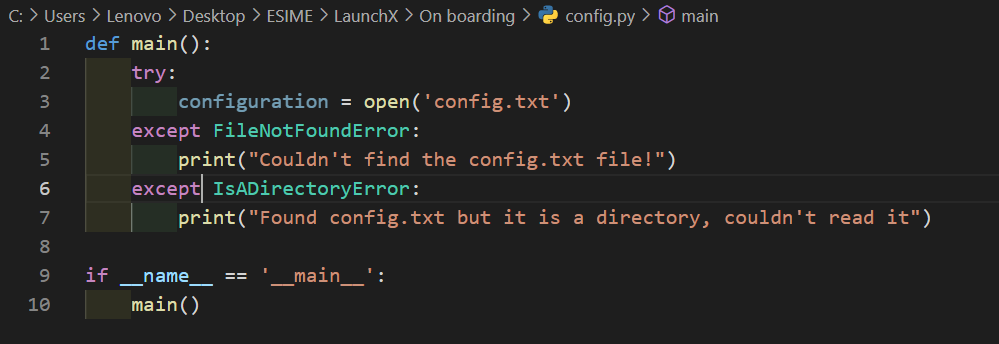 C: > Users > Lenovo > Desktop > ESIME > LaunchX > On boarding > config.py > main
1 def main():
2     try:
3         configuration = open('config.txt')
4     except FileNotFoundError:
5         print("Couldn't find the config.txt file!")
6     except IsADirectoryError:
7         print("Found config.txt but it is a directory, couldn't read it")
8
9 if __name__ == '__main__':
10     main()